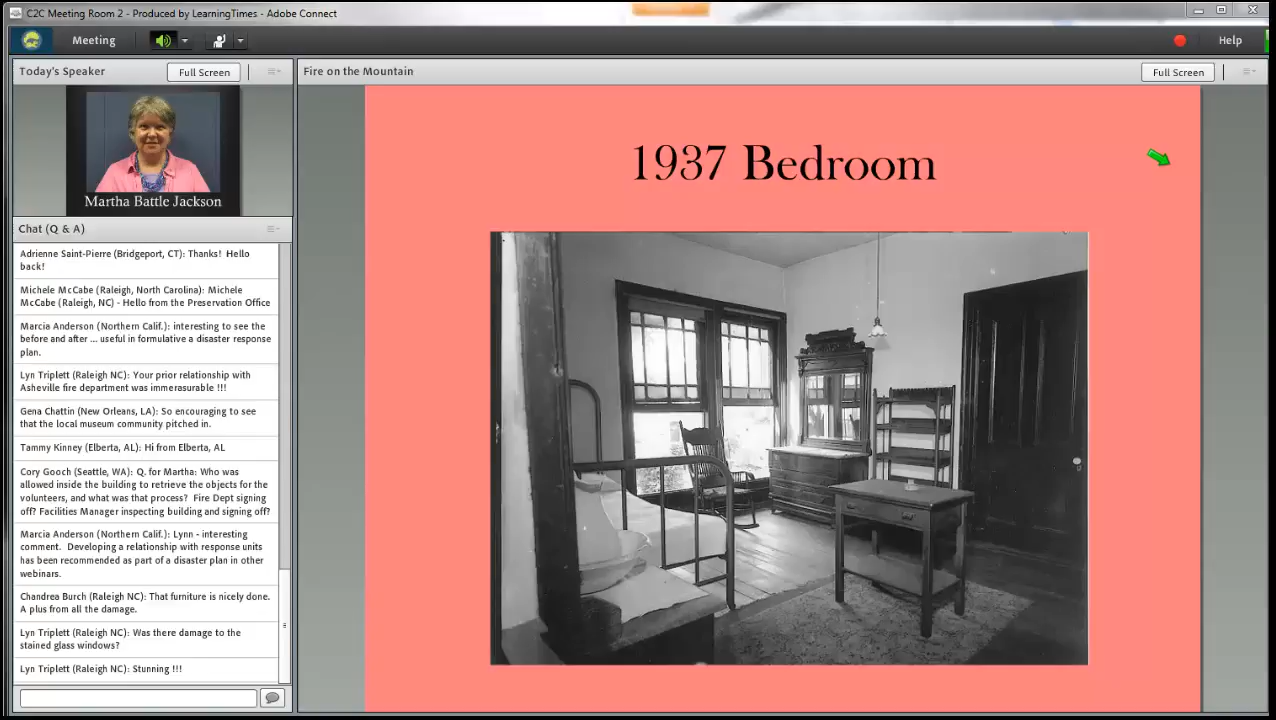 C2C Meeting Room 2 - Produced by LearningTimes - Adobe Connect
Meeting
Help
Today's Speaker
Full Screen
Martha Battle Jackson
Chat (Q & A)
Adrienne Saint-Pierre (Bridgeport, CT): Thanks! Hello
back!
Michele McCabe (Raleigh, North Carolina): Michele
McCabe (Raleigh, NC) - Hello from the Preservation Office
Marcia Anderson (Northern Calif.): interesting to see the
before and after ... useful in formulative a disaster response
plan.
Lyn Triplett (Raleigh NC): Your prior relationship with
Asheville fire department was immerasurable !!!
Gena Chattin (New Orleans, LA): So encouraging to see
that the local museum community pitched in.
Tammy Kinney (Elberta, AL): Hi from Elberta, AL
Cory Gooch (Seattle, WA): Q. for Martha: Who was
allowed inside the building to retrieve the objects for the
volunteers, and what was that process? Fire Dept signing
off? Facilities Manager inspecting building and signing off?
Marcia Anderson (Northern Calif.): Lynn - interesting
comment. Developing a relationship with response units
has been recommended as part of a disaster plan in other
webinars.
Chandrea Burch (Raleigh NC): That furniture is nicely done.
A plus from all the damage.
Lyn Triplett (Raleigh NC): Was there damage to the
stained glass windows?
Lyn Triplett (Raleigh NC): Stunning !!!
Fire on the Mountain
Full Screen
1937 Bedroom